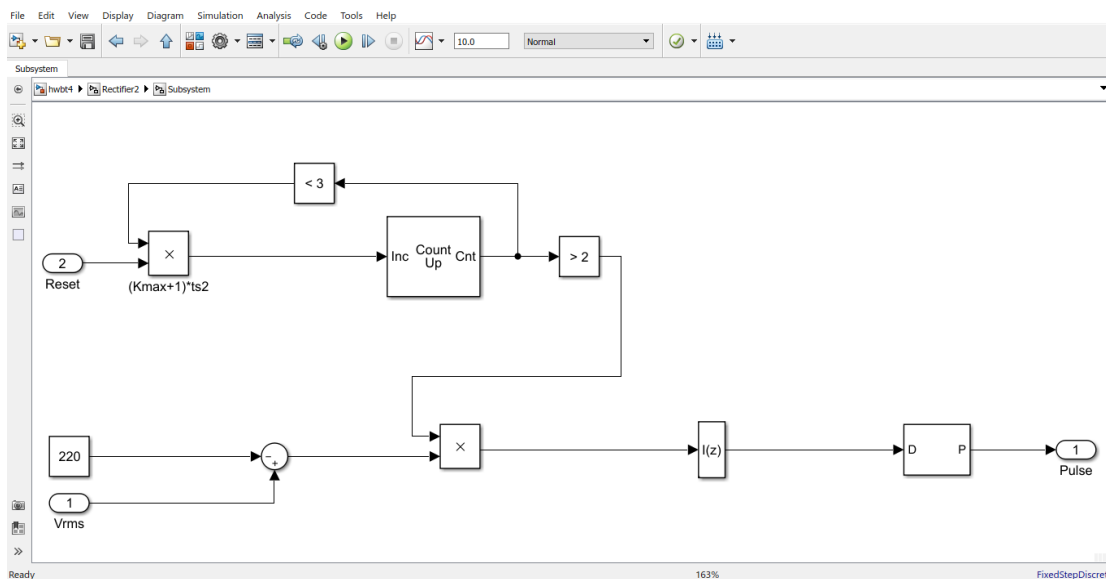 File Edit View Display Diagram Simulation Analysis Code Tools Help
10.0 Normal
Subsystem
hwbt4 Rectifier2 Subsystem
< 3
×
Inc Count Up Cnt
> 2
2
Reset
(Kmax+1)*ts2
220
-
+
×
I(z)
D P
1
Pulse
1
Vrms
Ready 163% FixedStepDiscret